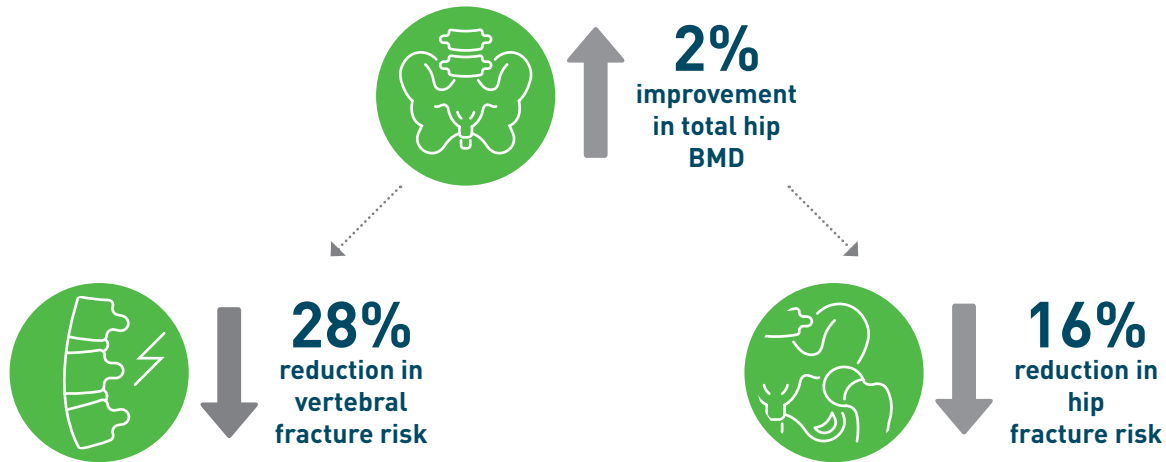 2%
improvement
in total hip
BMD
28%
reduction in
vertebral
fracture risk
16%
reduction in
hip
fracture risk